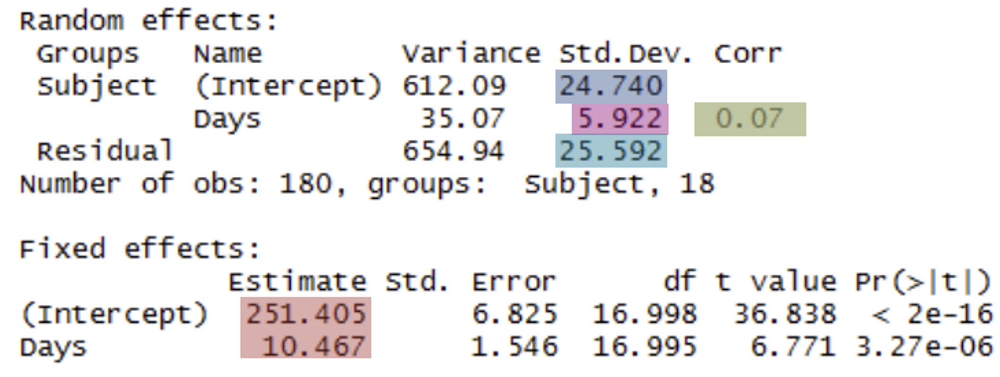 Random effects:
 Groups   Name        Variance Std.Dev. Corr
 Subject  (Intercept) 612.09   24.740
          Days         35.07    5.922   0.07
 Residual             654.94   25.592
Number of obs: 180, groups:  Subject, 18

Fixed effects:
            Estimate Std. Error      df t value Pr(>|t|)
(Intercept)  251.405      6.825  16.998  36.838  < 2e-16
Days          10.467      1.546  16.995   6.771 3.27e-06